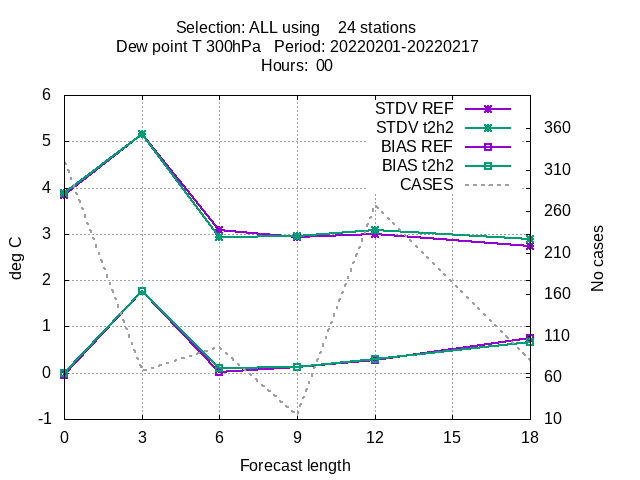 Selection: ALL using    24 stations
Dew point T 300hPa   Period: 20220201-20220217
Hours:  00
STDV REF
STDV t2h2
BIAS REF
BIAS t2h2
CASES
6
5
4
3
2
1
0
-1
deg C
360
310
260
210
160
110
60
10
No cases
0 3 6 9 12 15 18
Forecast length